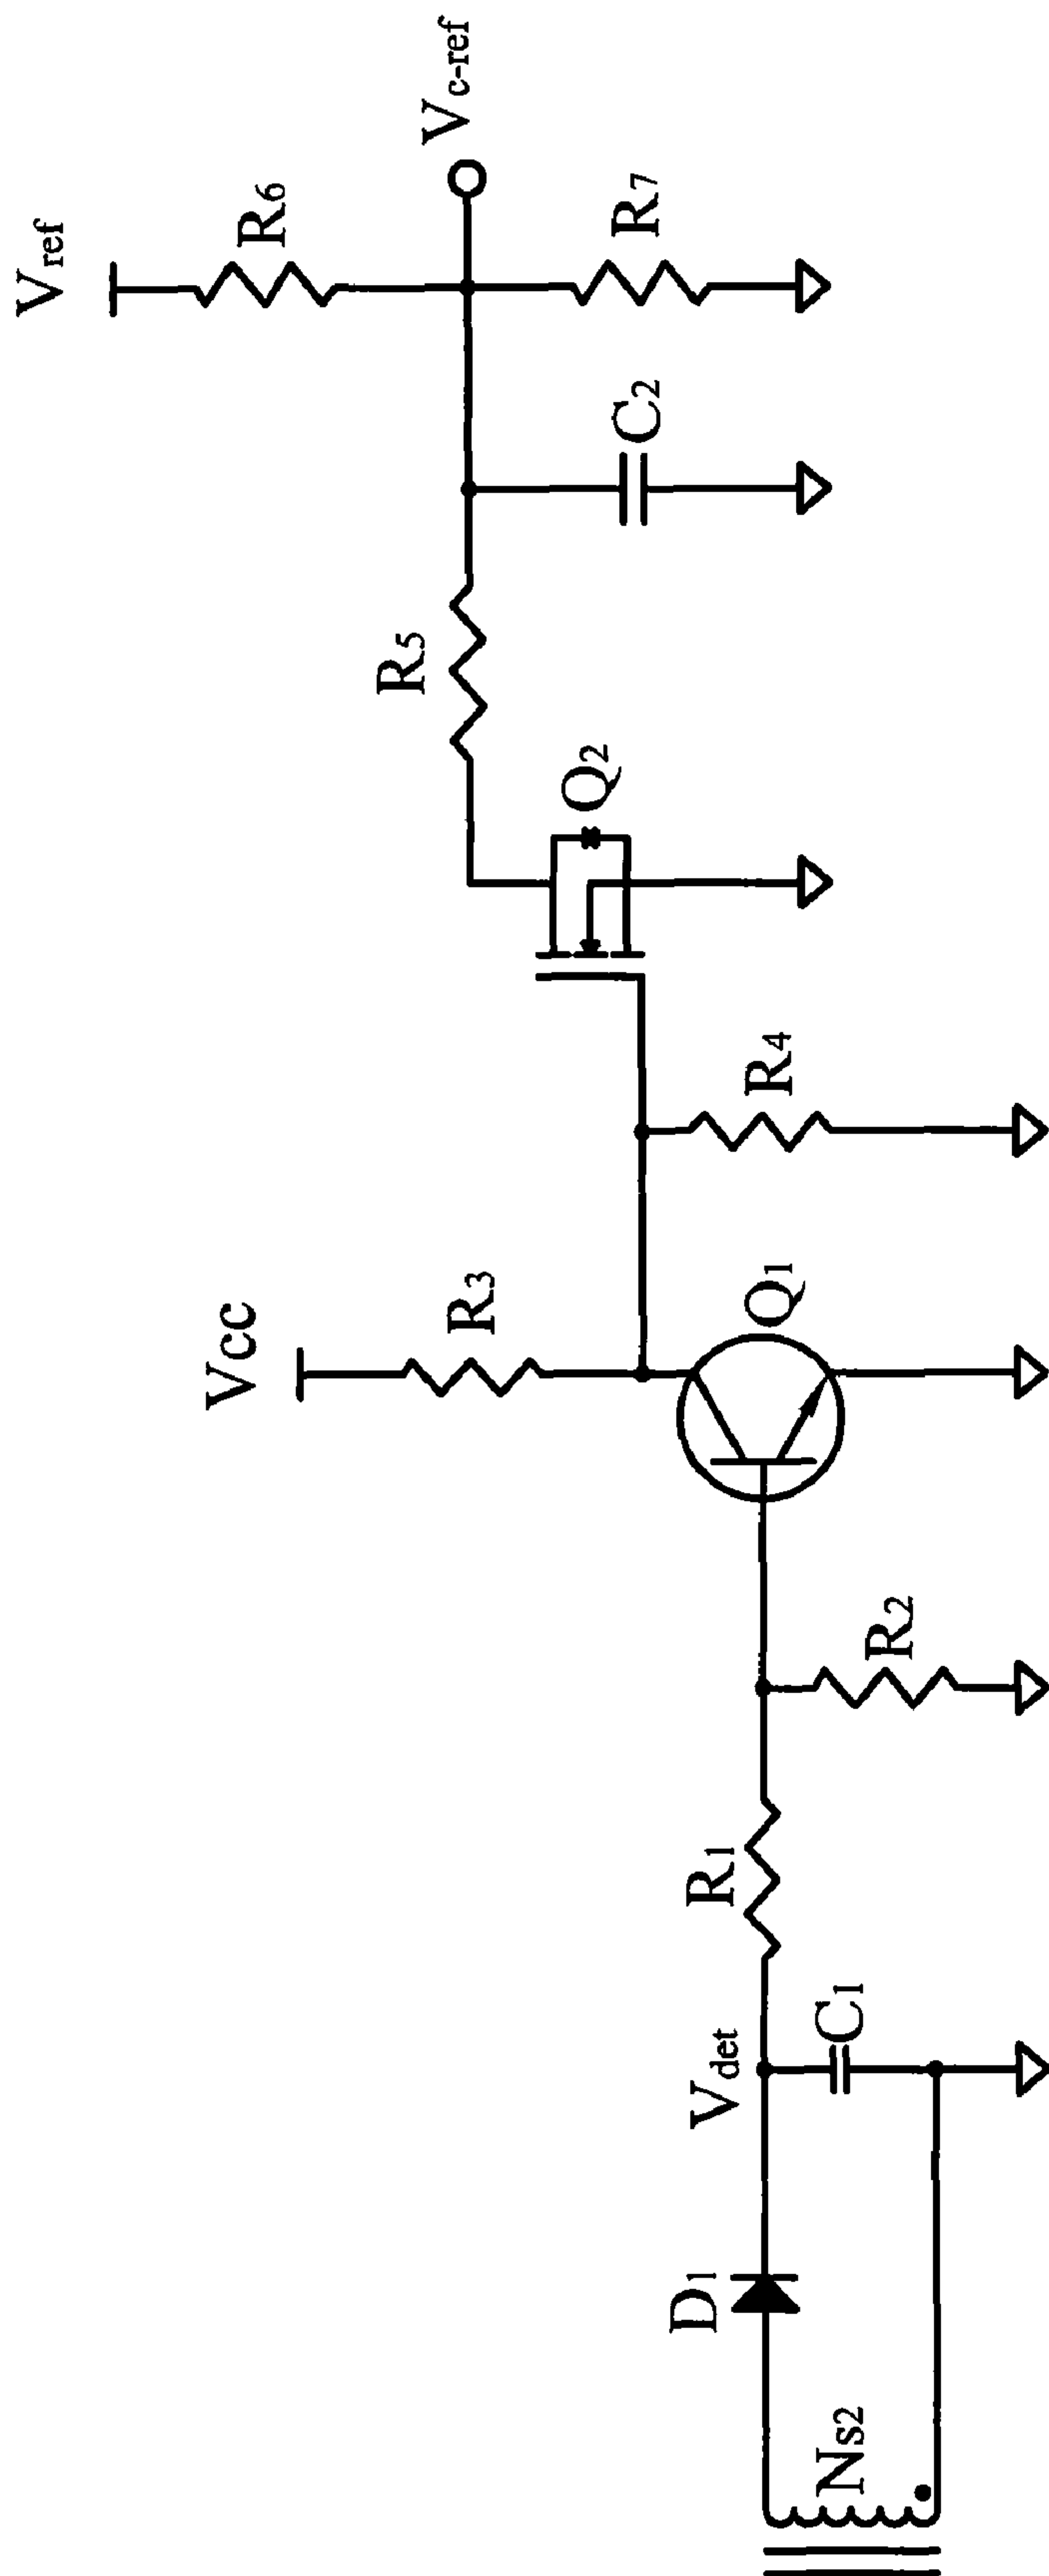 Ns2
D1
Vdet
C1
R1
R2
Vcc
R3
Q1
R4
Q2
R5
C2
Vref
R6
Vc-ref
R7